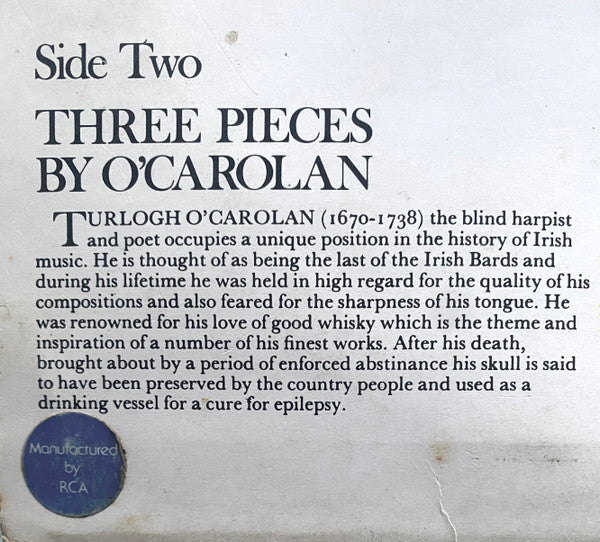 Side Two
THREE PIECES
BY O'CAROLAN
TURLOGH O'CAROLAN (1670-1738) the blind harpist
and poet occupies a unique position in the history of Irish
music. He is thought of as being the last of the Irish Bards and
during his lifetime he was held in high regard for the quality of his
compositions and also feared for the sharpness of his tongue. He
was renowned for his love of good whisky which is the theme and
inspiration of a number of his finest works. After his death,
brought about by a period of enforced abstinance his skull is said
to have been preserved by the country people and used as a
drinking vessel for a cure for epilepsy.
Manufactured
by
RCA